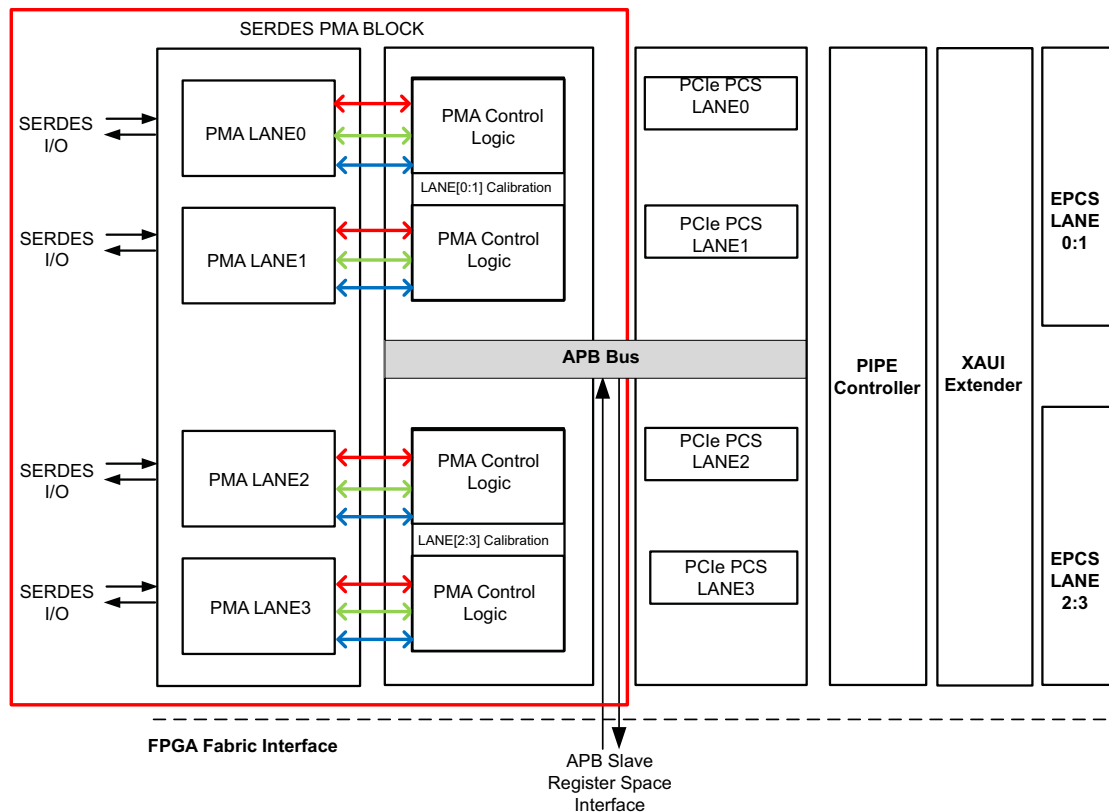 SERDES PMA BLOCK
SERDES
I/O
PMA LANE0
PMA Control
Logic
LANE[0:1] Calibration
PCIe PCS
LANE0
SERDES
I/O
PMA LANE1
PMA Control
Logic
PCIe PCS
LANE1
EPCS
LANE
0:1
APB Bus
PIPE
Controller
XAUI
Extender
SERDES
I/O
PMA LANE2
PMA Control
Logic
LANE[2:3] Calibration
PCIe PCS
LANE2
SERDES
I/O
PMA LANE3
PMA Control
Logic
PCIe PCS
LANE3
EPCS
LANE
2:3
FPGA Fabric Interface
APB Slave
Register Space
Interface